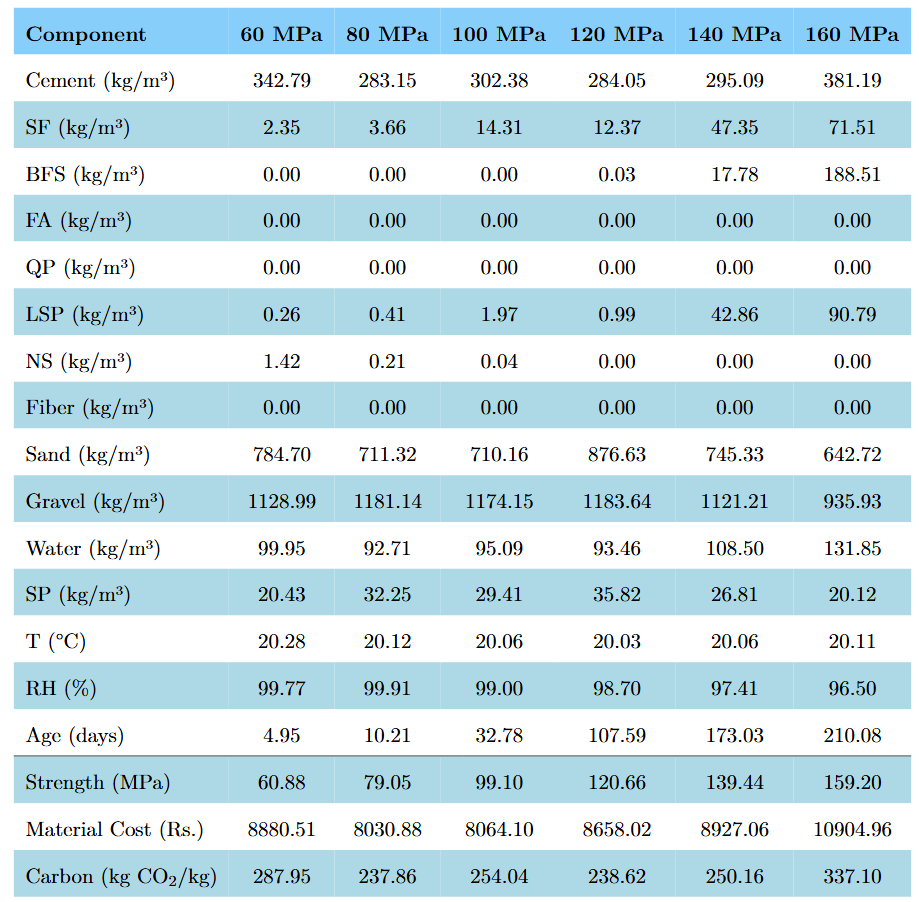 Component 60 MPa 80 MPa 100 MPa 120 MPa 140 MPa 160 MPa
Cement (kg/m³) 342.79 283.15 302.38 284.05 295.09 381.19
SF (kg/m³) 2.35 3.66 14.31 12.37 47.35 71.51
BFS (kg/m³) 0.00 0.00 0.00 0.03 17.78 188.51
FA (kg/m³) 0.00 0.00 0.00 0.00 0.00 0.00
QP (kg/m³) 0.00 0.00 0.00 0.00 0.00 0.00
LSP (kg/m³) 0.26 0.41 1.97 0.99 42.86 90.79
NS (kg/m³) 1.42 0.21 0.04 0.00 0.00 0.00
Fiber (kg/m³) 0.00 0.00 0.00 0.00 0.00 0.00
Sand (kg/m³) 784.70 711.32 710.16 876.63 745.33 642.72
Gravel (kg/m³) 1128.99 1181.14 1174.15 1183.64 1121.21 935.93
Water (kg/m³) 99.95 92.71 95.09 93.46 108.50 131.85
SP (kg/m³) 20.43 32.25 29.41 35.82 26.81 20.12
T (°C) 20.28 20.12 20.06 20.03 20.06 20.11
RH (%) 99.77 99.91 99.00 98.70 97.41 96.50
Age (days) 4.95 10.21 32.78 107.59 173.03 210.08
Strength (MPa) 60.88 79.05 99.10 120.66 139.44 159.20
Material Cost (Rs.) 8880.51 8030.88 8064.10 8658.02 8927.06 10904.96
Carbon (kg CO₂/kg) 287.95 237.86 254.04 238.62 250.16 337.10